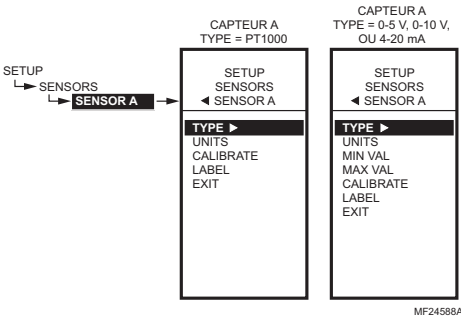 CAPTEUR A
TYPE = PT1000
CAPTEUR A
TYPE = 0-5 V, 0-10 V,
OU 4-20 mA
SETUP
SENSORS
SENSOR A
SETUP
SENSORS
◄ SENSOR A
TYPE ►
UNITS
CALIBRATE
LABEL
EXIT
SETUP
SENSORS
◄ SENSOR A
TYPE ►
UNITS
MIN VAL
MAX VAL
CALIBRATE
LABEL
EXIT
MF24588A